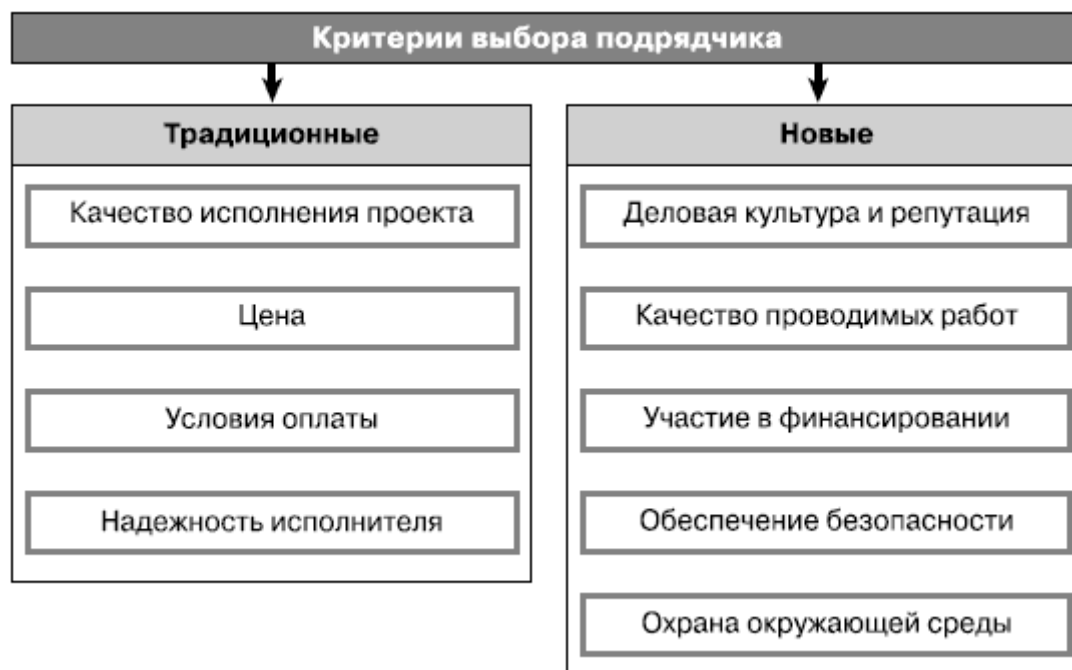 Критерии выбора подрядчика
Традиционные
Качество исполнения проекта
Цена
Условия оплаты
Надежность исполнителя
Новые
Деловая культура и репутация
Качество проводимых работ
Участие в финансировании
Обеспечение безопасности
Охрана окружающей среды